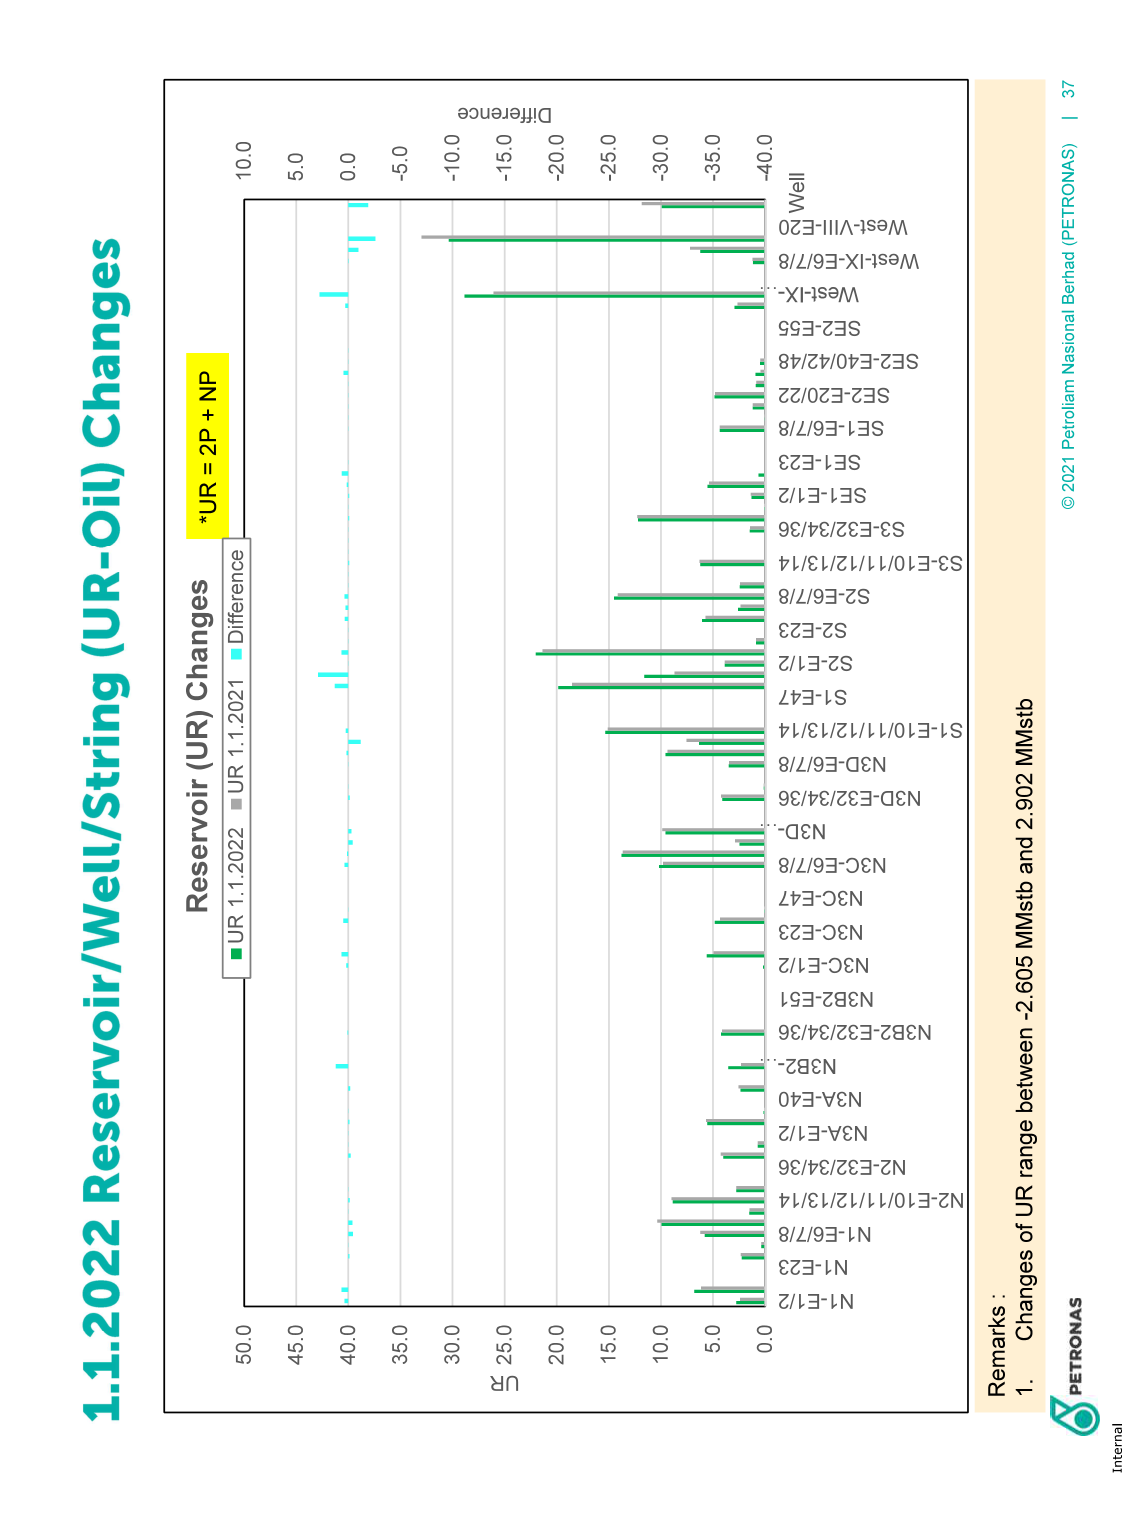 1.1.2022 Reservoir/Well/String (UR-Oil) Changes
*UR = 2P + NP
Reservoir (UR) Changes
UR 1.1.2022 UR 1.1.2021 Difference
50.0
45.0
40.0
35.0
30.0
25.0
20.0
15.0
10.0
5.0
0.0
UR
10.0
5.0
0.0
-5.0
-10.0
-15.0
-20.0
-25.0
-30.0
-35.0
-40.0
Difference
N1-E1/2
N1-E23
N1-E6/7/8
N2-E10/11/12/13/14
N2-E32/34/36
N3A-E1/2
N3A-E40
N3B2-...
N3B2-E32/34/36
N3B2-E51
N3C-E1/2
N3C-E23
N3C-E47
N3C-E6/7/8
N3D-...
N3D-E32/34/36
N3D-E6/7/8
S1-E10/11/12/13/14
S1-E47
S2-E1/2
S2-E23
S2-E6/7/8
S3-E10/11/12/13/14
S3-E32/34/36
SE1-E1/2
SE1-E23
SE1-E6/7/8
SE2-E20/22
SE2-E40/42/48
SE2-E55
West-IX-...
West-IX-E6/7/8
West-VIII-E20
Well
Remarks :
1. Changes of UR range between -2.605 MMstb and 2.902 MMstb
PETRONAS
© 2021 Petroliam Nasional Berhad (PETRONAS) | 37
Internal